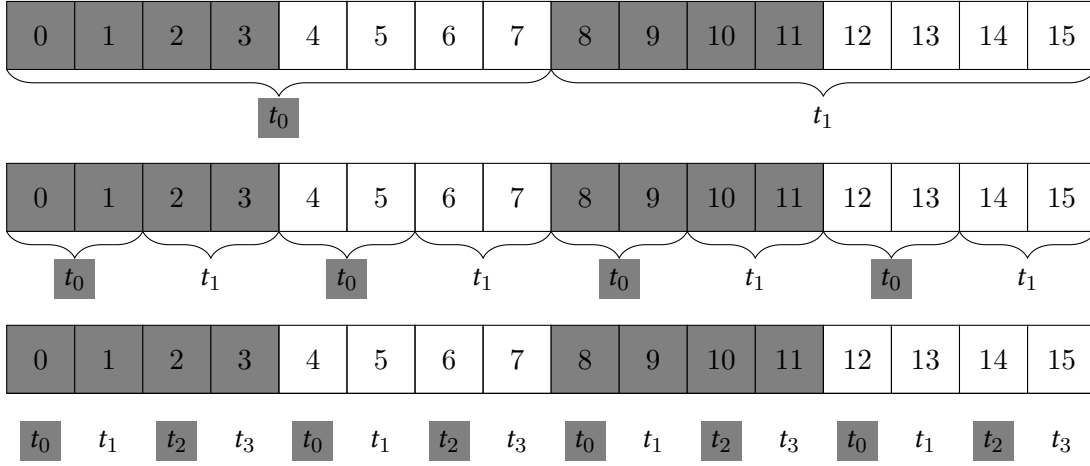 0 1 2 3 4 5 6 7 8 9 10 11 12 13 14 15
t₀ t₁
0 1 2 3 4 5 6 7 8 9 10 11 12 13 14 15
t₀ t₁ t₀ t₁ t₀ t₁ t₀ t₁
0 1 2 3 4 5 6 7 8 9 10 11 12 13 14 15
t₀ t₁ t₂ t₃ t₀ t₁ t₂ t₃ t₀ t₁ t₂ t₃ t₀ t₁ t₂ t₃